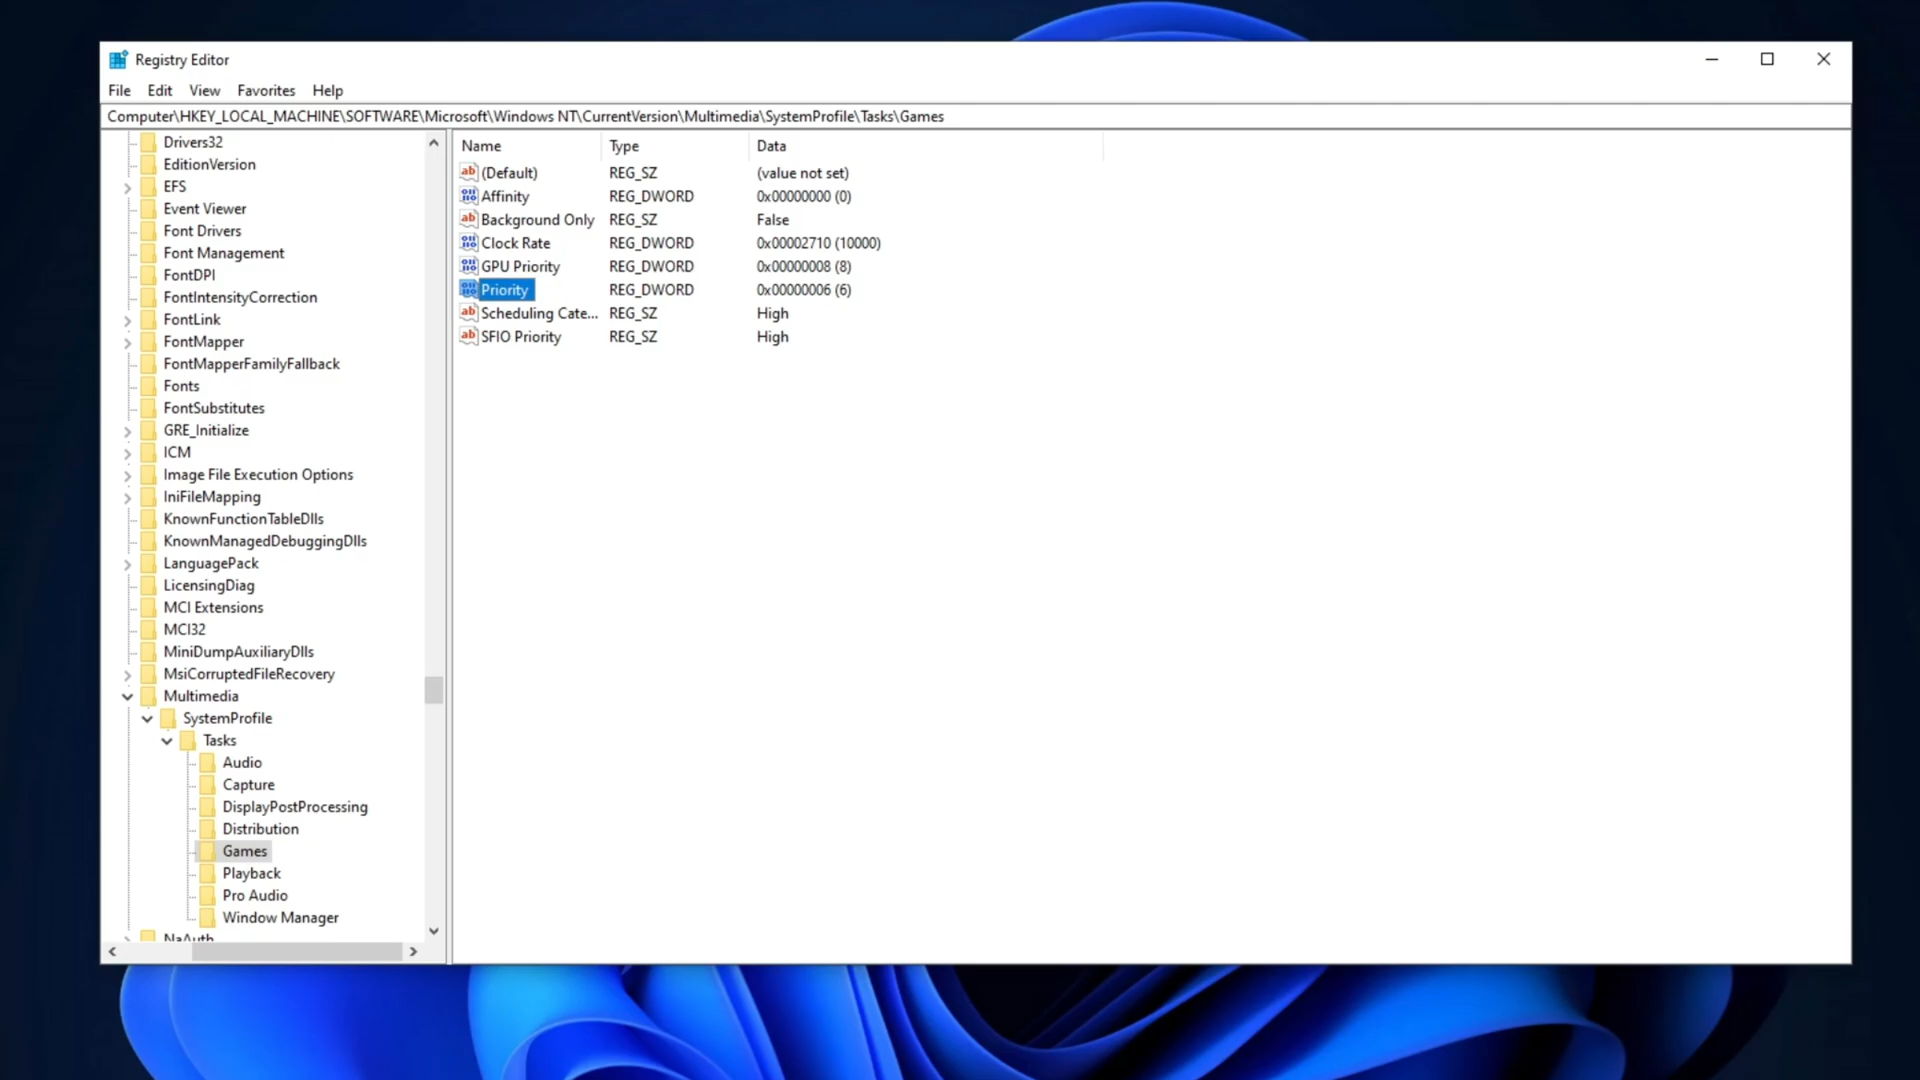 Registry Editor
File Edit View Favorites Help
Computer\HKEY_LOCAL_MACHINE\SOFTWARE\Microsoft\Windows NT\CurrentVersion\Multimedia\SystemProfile\Tasks\Games
Drivers32
EditionVersion
EFS
Event Viewer
Font Drivers
Font Management
FontDPI
FontIntensityCorrection
FontLink
FontMapper
FontMapperFamilyFallback
Fonts
FontSubstitutes
GRE_Initialize
ICM
Image File Execution Options
IniFileMapping
KnownFunctionTableDlls
KnownManagedDebuggingDlls
LanguagePack
LicensingDiag
MCI Extensions
MCI32
MiniDumpAuxiliaryDlls
MsiCorruptedFileRecovery
Multimedia
SystemProfile
Tasks
Audio
Capture
DisplayPostProcessing
Distribution
Games
Playback
Pro Audio
Window Manager
NaAuth
Name Type Data
(Default) REG_SZ (value not set)
Affinity REG_DWORD 0x00000000 (0)
Background Only REG_SZ False
Clock Rate REG_DWORD 0x00002710 (10000)
GPU Priority REG_DWORD 0x00000008 (8)
Priority REG_DWORD 0x00000006 (6)
Scheduling Cate... REG_SZ High
SFIO Priority REG_SZ High